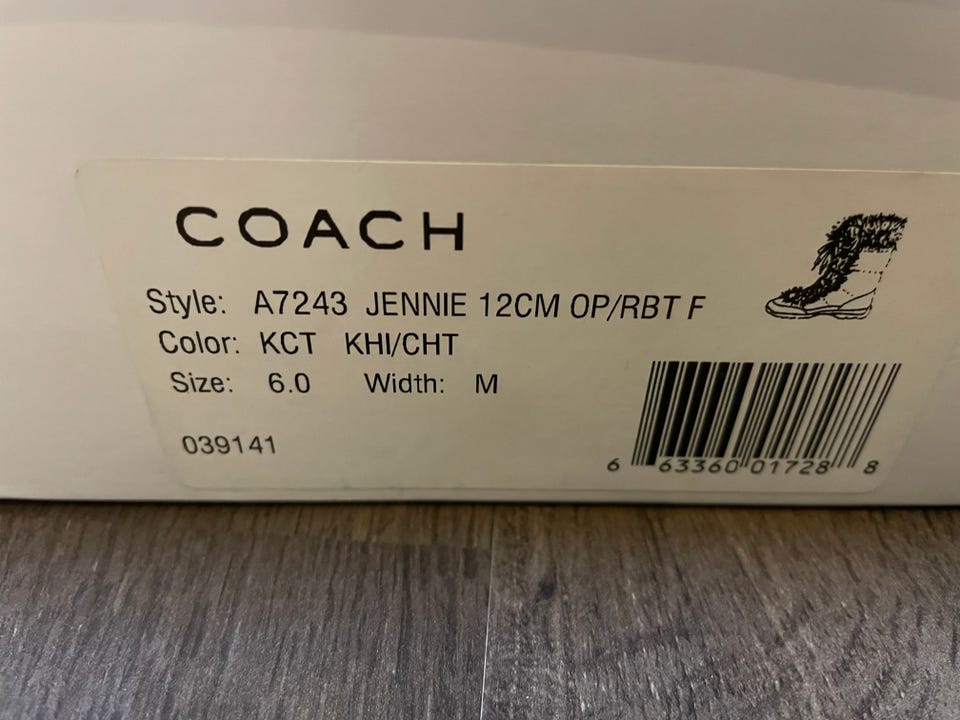 COACH
Style: A7243 JENNIE 12CM OP/RBT F
Color: KCT KHI/CHT
Size: 6.0 Width: M
039141
6 63360 01728 8